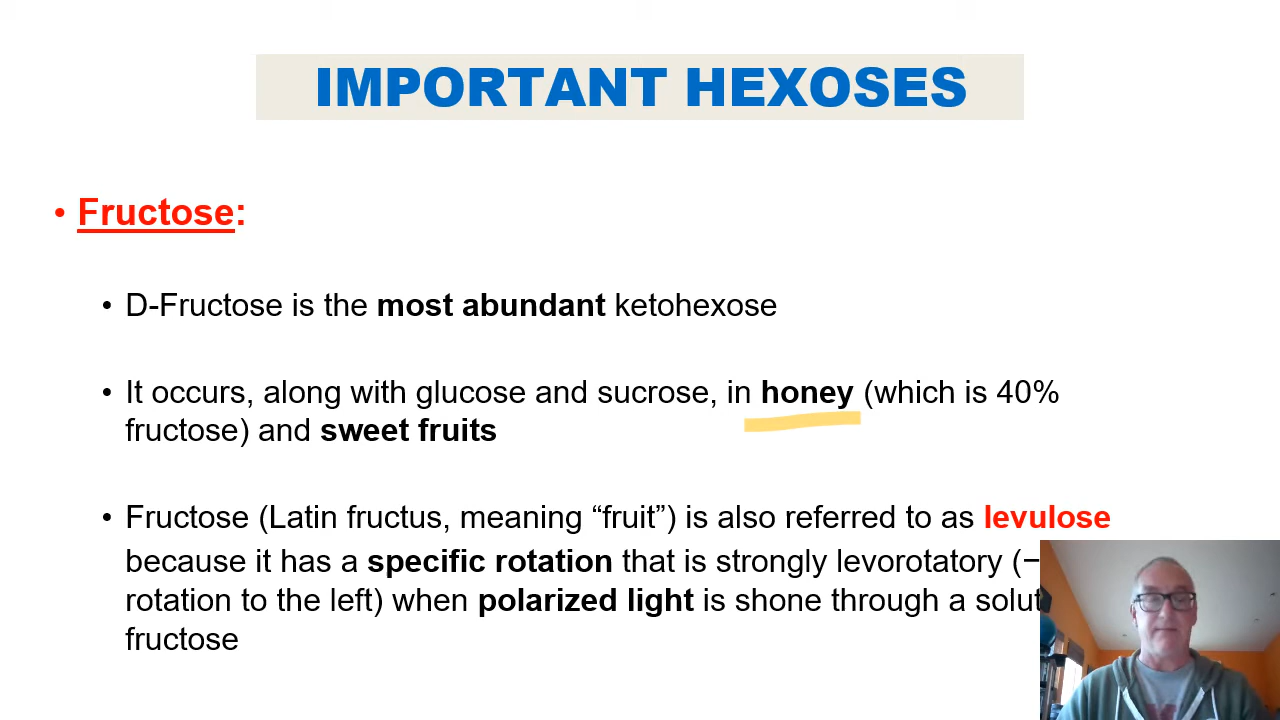 IMPORTANT HEXOSES
• Fructose:
• D-Fructose is the most abundant ketohexose
• It occurs, along with glucose and sucrose, in honey (which is 40%
fructose) and sweet fruits
• Fructose (Latin fructus, meaning “fruit”) is also referred to as levulose
because it has a specific rotation that is strongly levorotatory (−
rotation to the left) when polarized light is shone through a
fructose